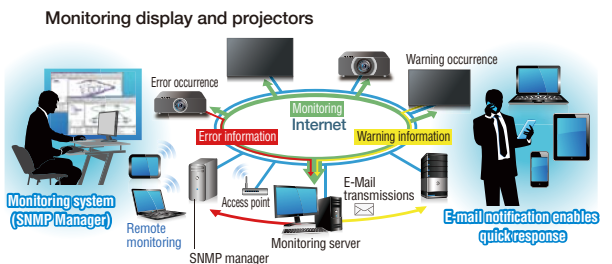 Monitoring display and projectors
Warning occurrence
Error occurrence
Monitoring
Internet
Error information
Warning information
Access point
E-Mail
transmissions
Monitoring system
(SNMP Manager)
Remote
monitoring
SNMP manager
Monitoring server
E-mail notification enables
quick response